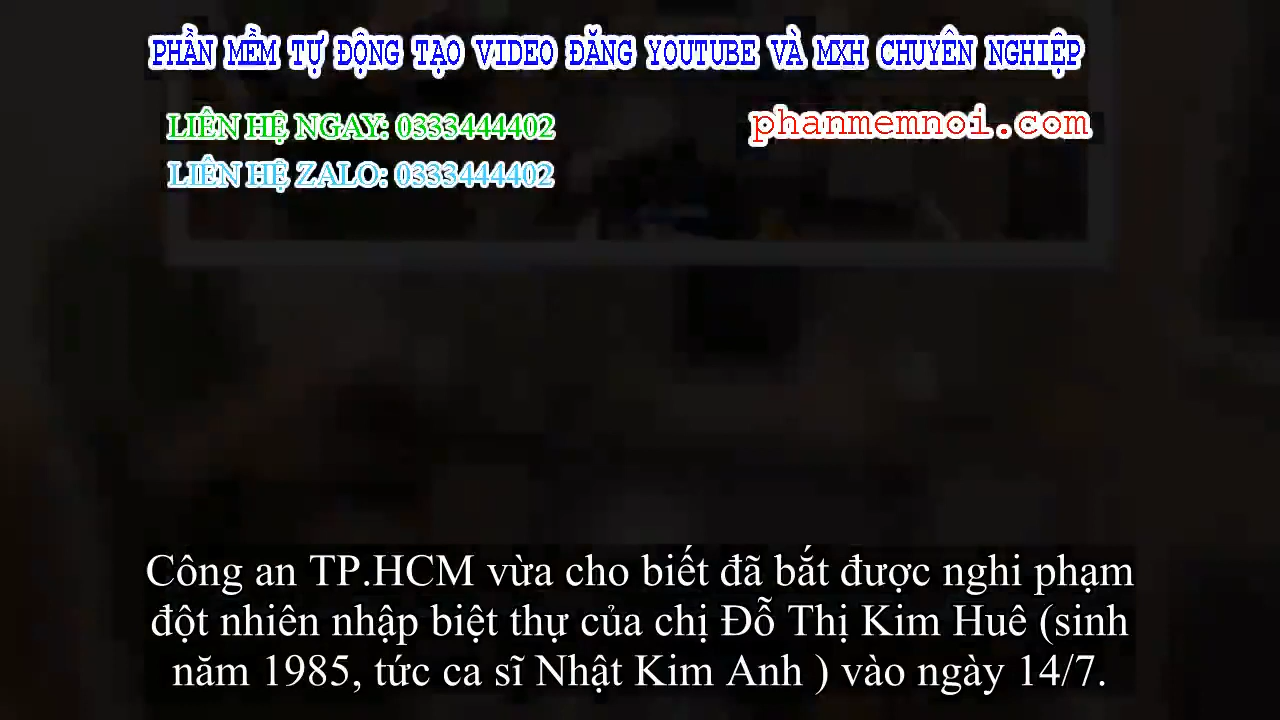 PHẦN MỀM TỰ ĐỘNG TẠO VIDEO ĐĂNG YOUTUBE VÀ MXH CHUYÊN NGHIỆP
LIÊN HỆ NGAY: 0333444402
phanmemnoi.com
LIÊN HỆ ZALO: 0333444402
Công an TP.HCM vừa cho biết đã bắt được nghi phạm
đột nhiên nhập biệt thự của chị Đỗ Thị Kim Huê (sinh
năm 1985, tức ca sĩ Nhật Kim Anh ) vào ngày 14/7.